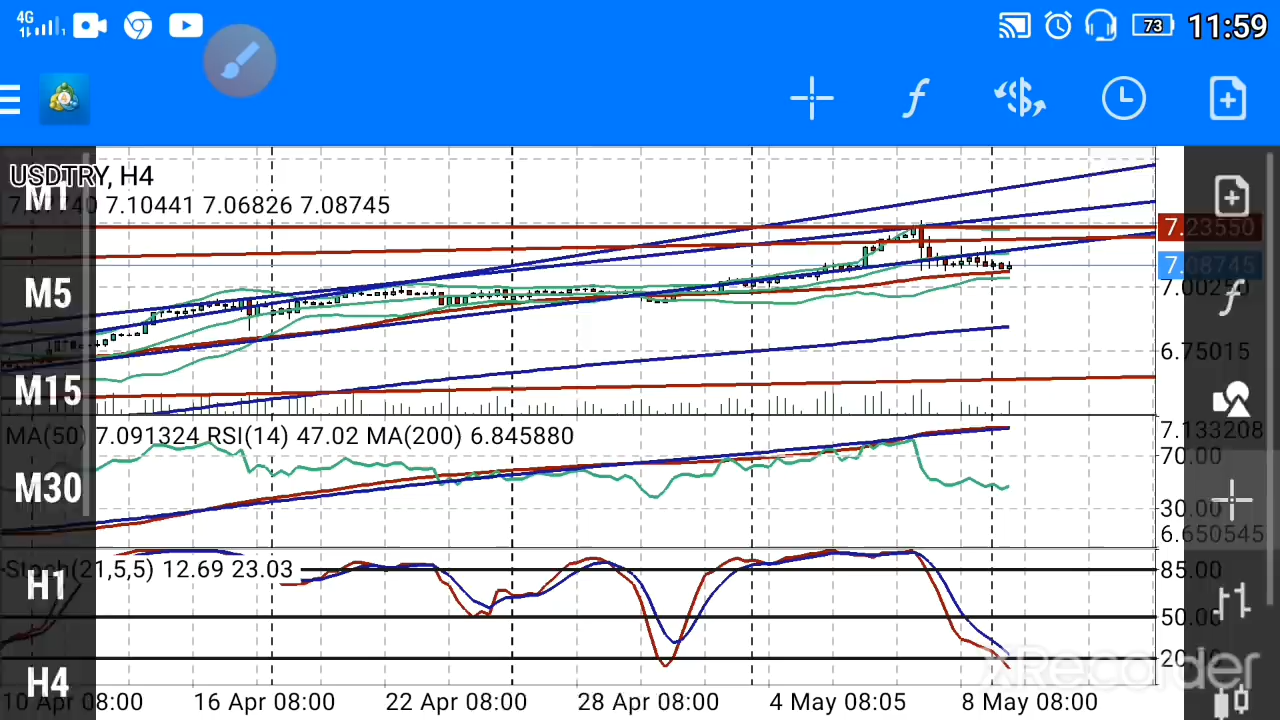 4G 73 11:59
USDTRY, H4
7.10441 7.06826 7.08745
M1
M5
M15
M30
H1
H4
7.23550
7.08745
7.00250
6.75015
MA(50) 7.091324 RSI(14) 47.02 MA(200) 6.845880
7.133208
70.00
30.00
6.650545
Stoch(21,5,5) 12.69 23.03
85.00
50.00
20
xRecorder
10 Apr 08:00 16 Apr 08:00 22 Apr 08:00 28 Apr 08:00 4 May 08:05 8 May 08:00